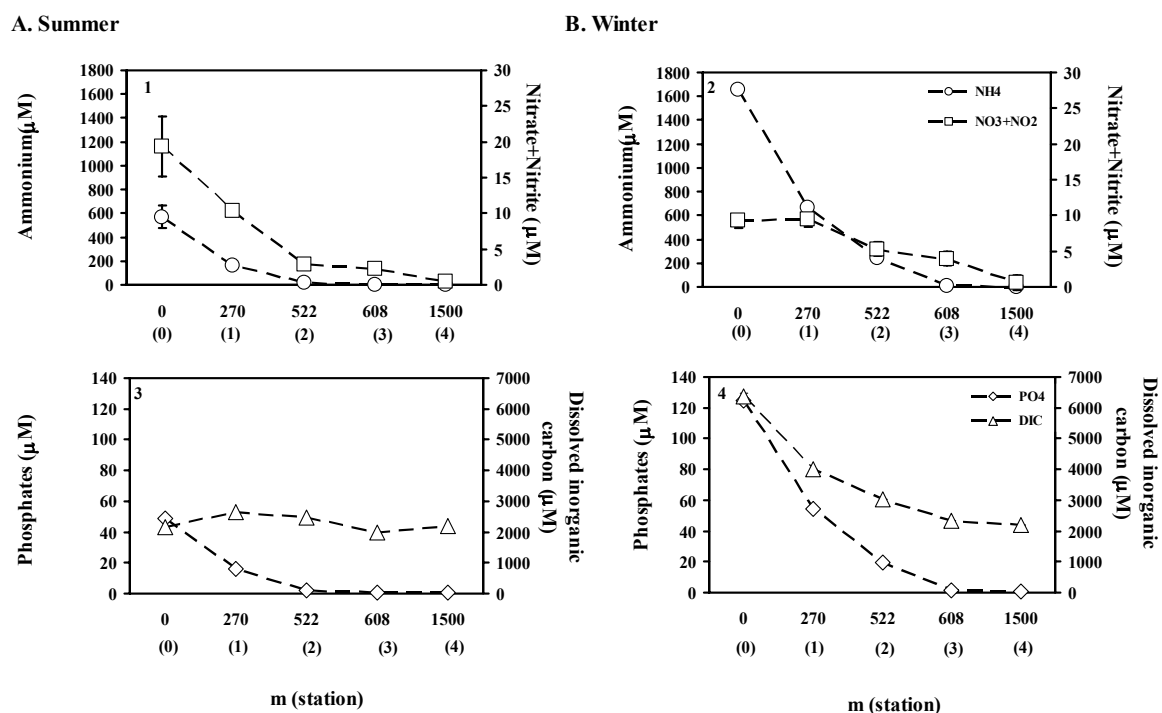 A. Summer
B. Winter
1
Ammonium(μM)
1800
1600
1400
1200
1000
800
600
400
200
0
30
25
20
15
10
5
0
Nitrate+Nitrite (μM)
0 270 522 608 1500
(0) (1) (2) (3) (4)
2
Ammonium(μM)
1800
1600
1400
1200
1000
800
600
400
200
0
NH4
NO3+NO2
30
25
20
15
10
5
0
Nitrate+Nitrite (μM)
0 270 522 608 1500
(0) (1) (2) (3) (4)
3
Phosphates (μM)
140
120
100
80
60
40
20
0
7000
6000
5000
4000
3000
2000
1000
0
Dissolved inorganic
carbon (μM)
0 270 522 608 1500
(0) (1) (2) (3) (4)
m (station)
4
Phosphates (μM)
140
120
100
80
60
40
20
0
PO4
DIC
7000
6000
5000
4000
3000
2000
1000
0
Dissolved inorganic
carbon (μM)
0 270 522 608 1500
(0) (1) (2) (3) (4)
m (station)